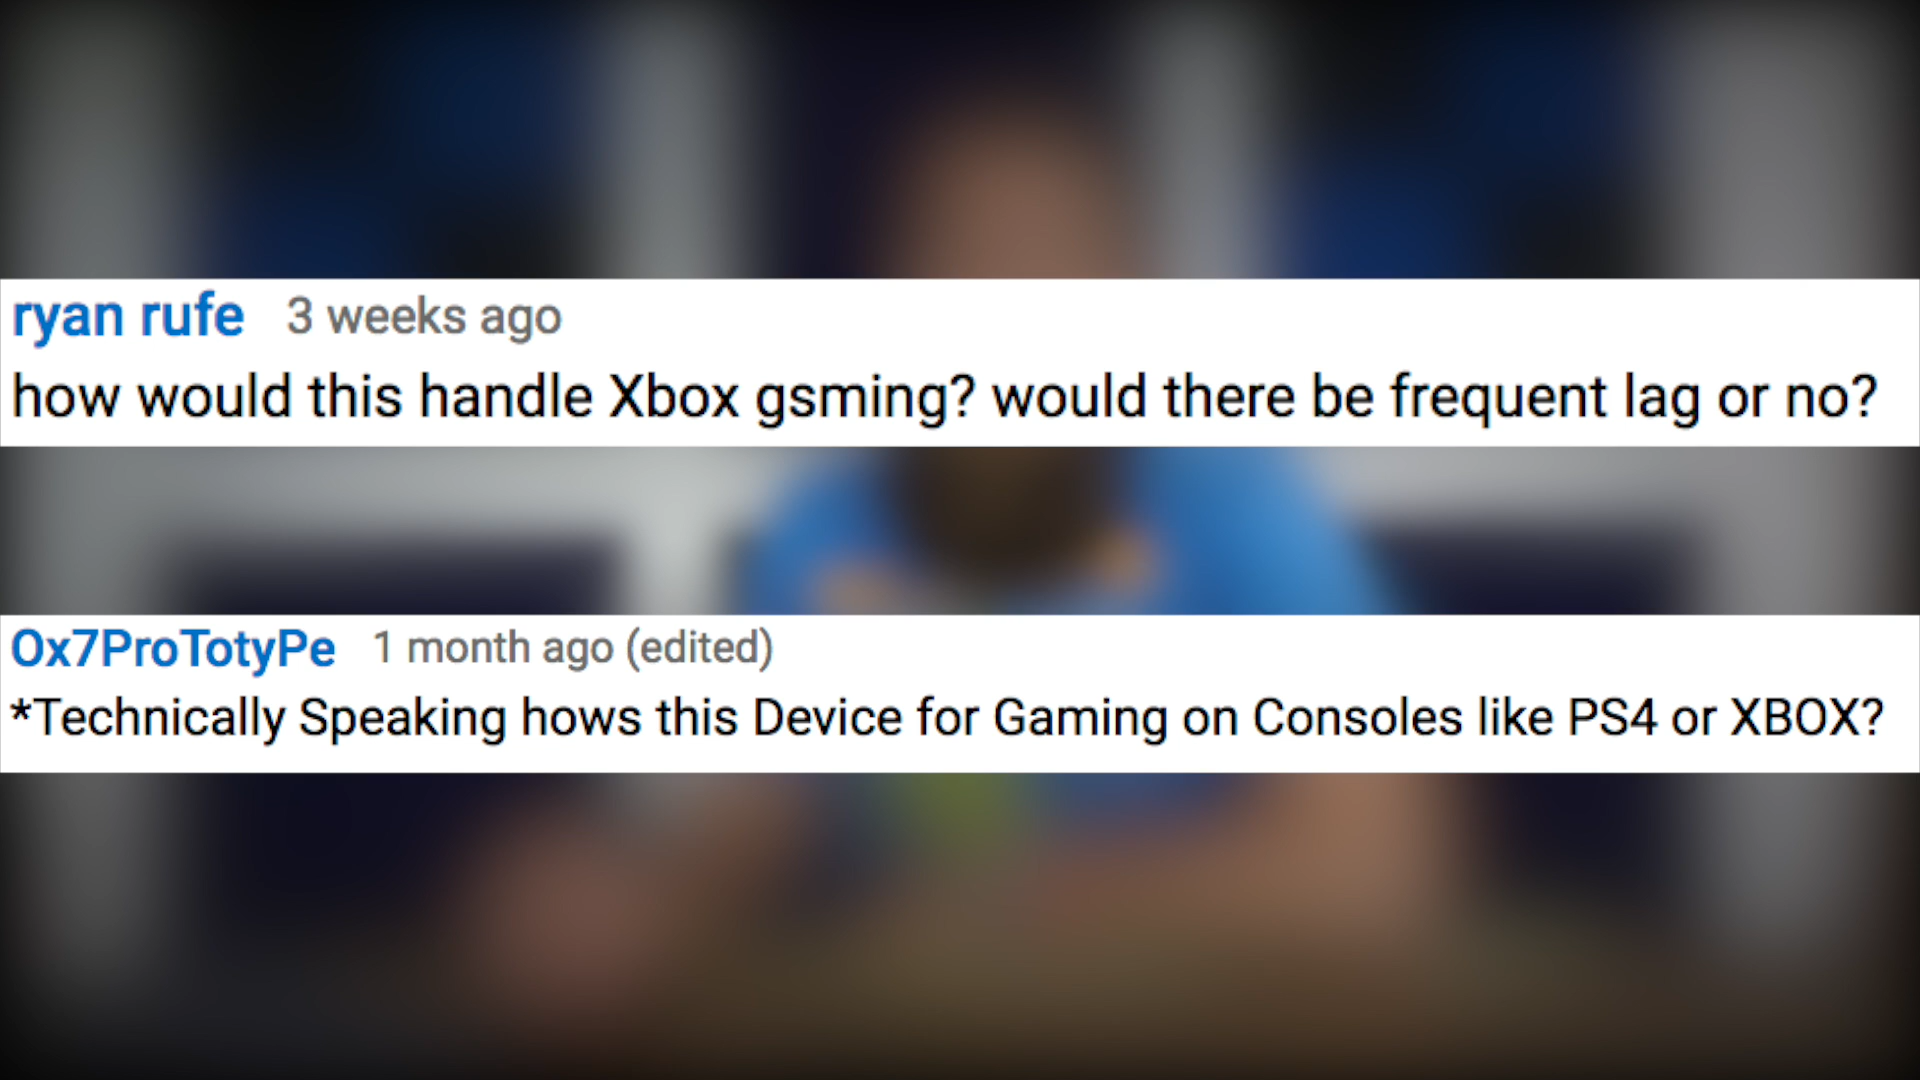 ryan rufe 3 weeks ago
how would this handle Xbox gsming? would there be frequent lag or no?
Ox7ProTotyPe 1 month ago (edited)
*Technically Speaking hows this Device for Gaming on Consoles like PS4 or XBOX?